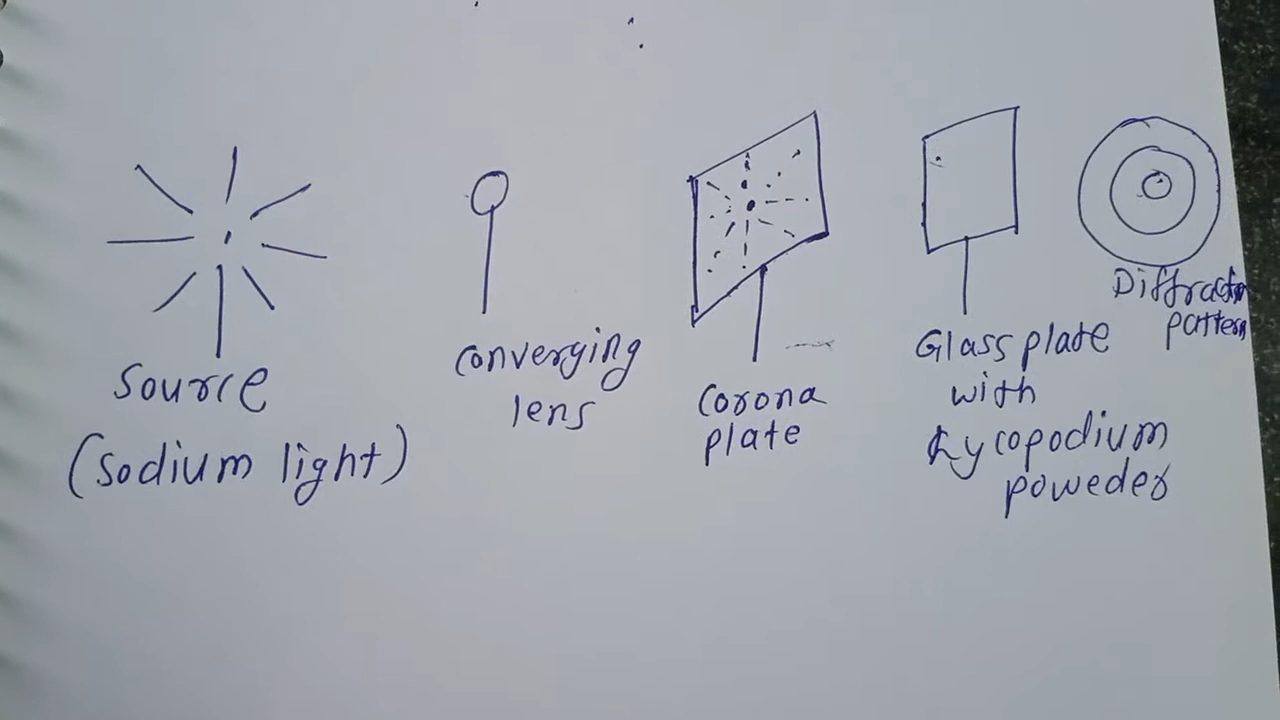 Source
(Sodium light)
Converging
lens
Corona
plate
Glass plate
with
Lycopodium
poweder
Diffraction
pattern